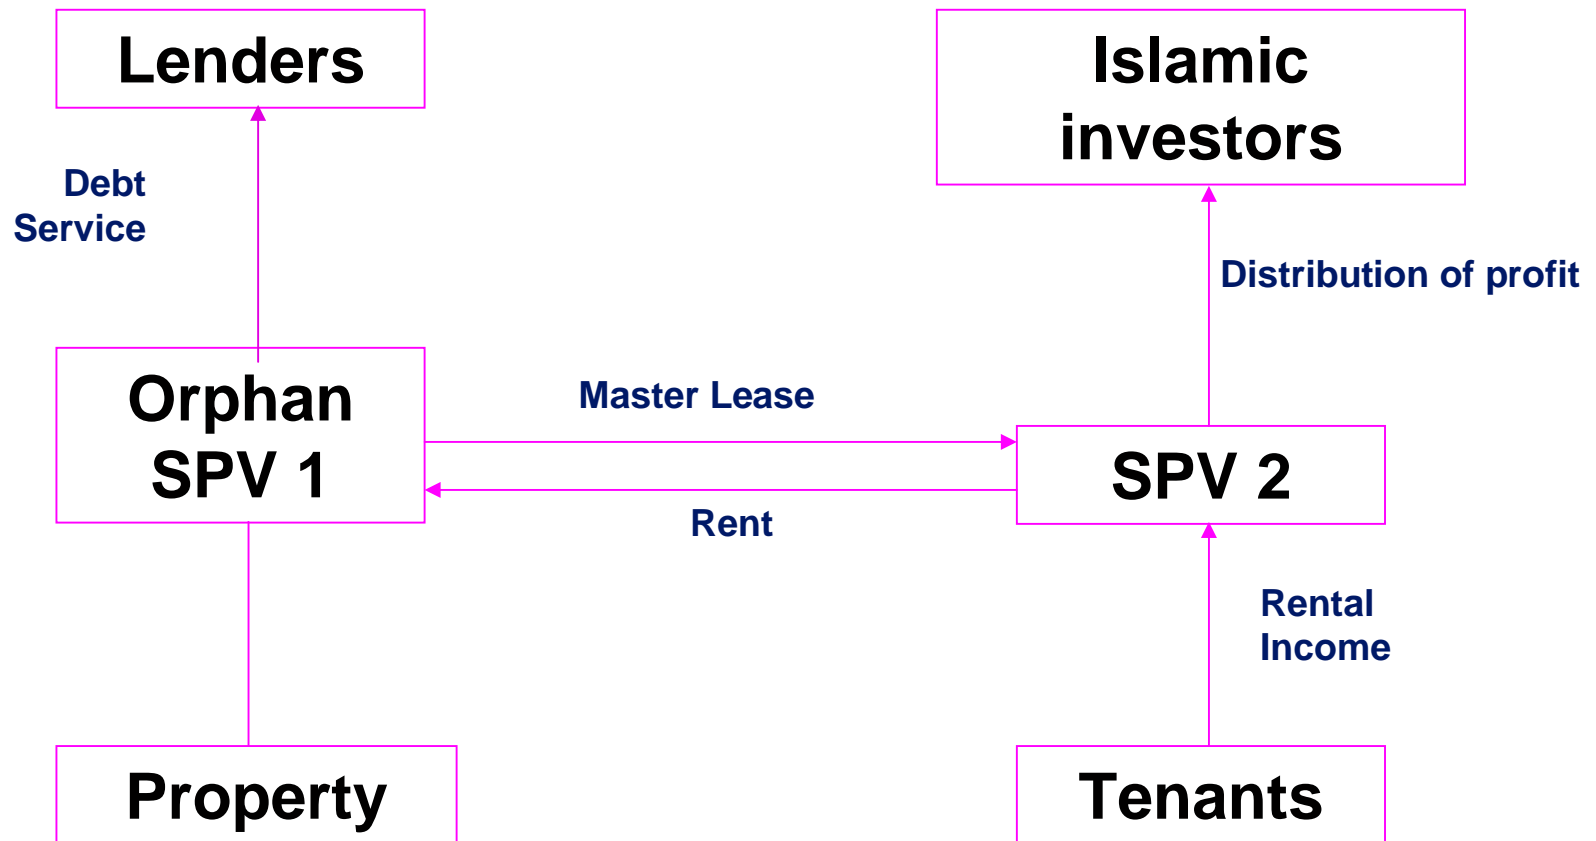 Lenders
Islamic
investors
Debt
Service
Distribution of profit
Orphan
SPV 1
Master Lease
SPV 2
Rent
Rental
Income
Property
Tenants